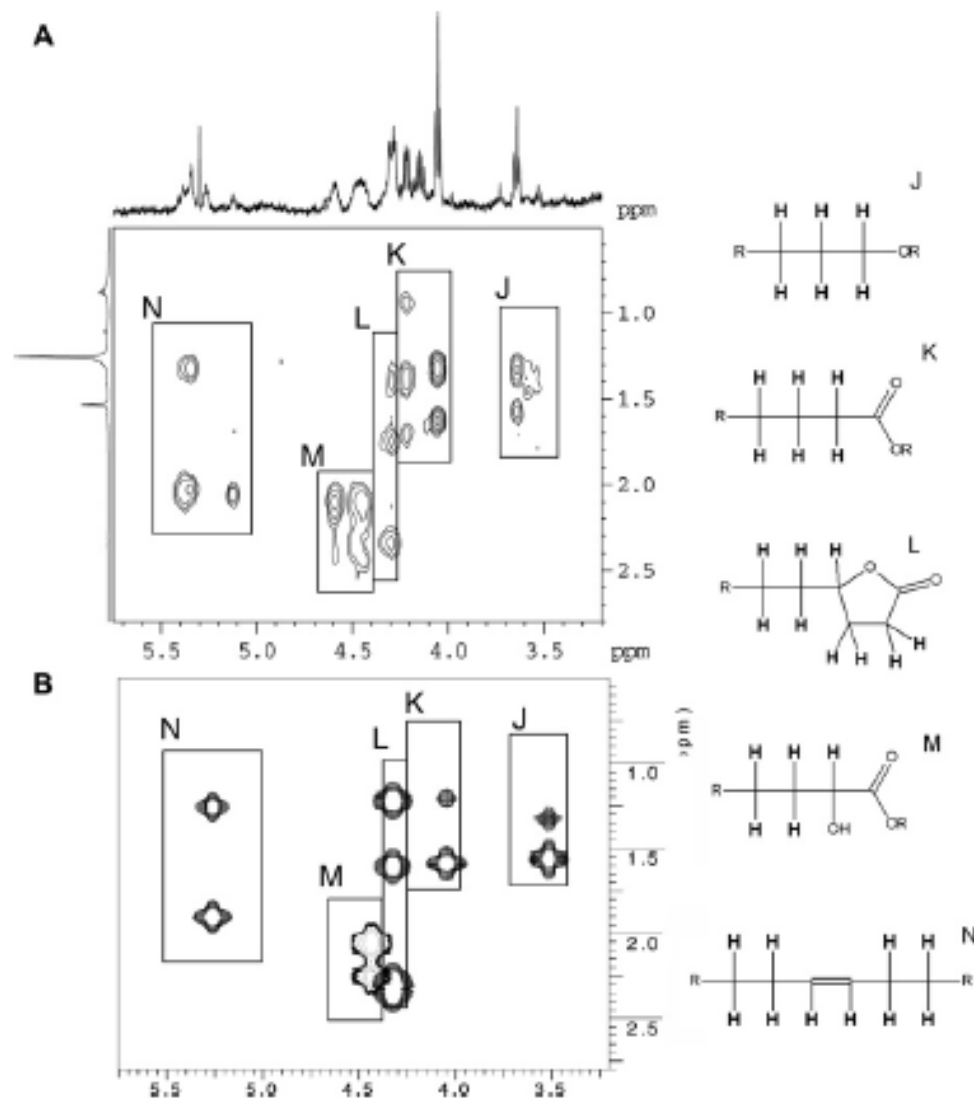 A
ppm
N
L
K
J
M
1.0
1.5
2.0
2.5
5.5 5.0 4.5 4.0 3.5 ppm
B
N
L
K
J
M
1.0
1.5
2.0
2.5
5.5 5.0 4.5 4.0 3.5
J
H H H
R OR
H H H
K
H H H O
R
H H H OR
L
H H H O O
R
H H H H H H
M
H H H O
R
H H OH OR
N
H H H H
R R
H H H H H H